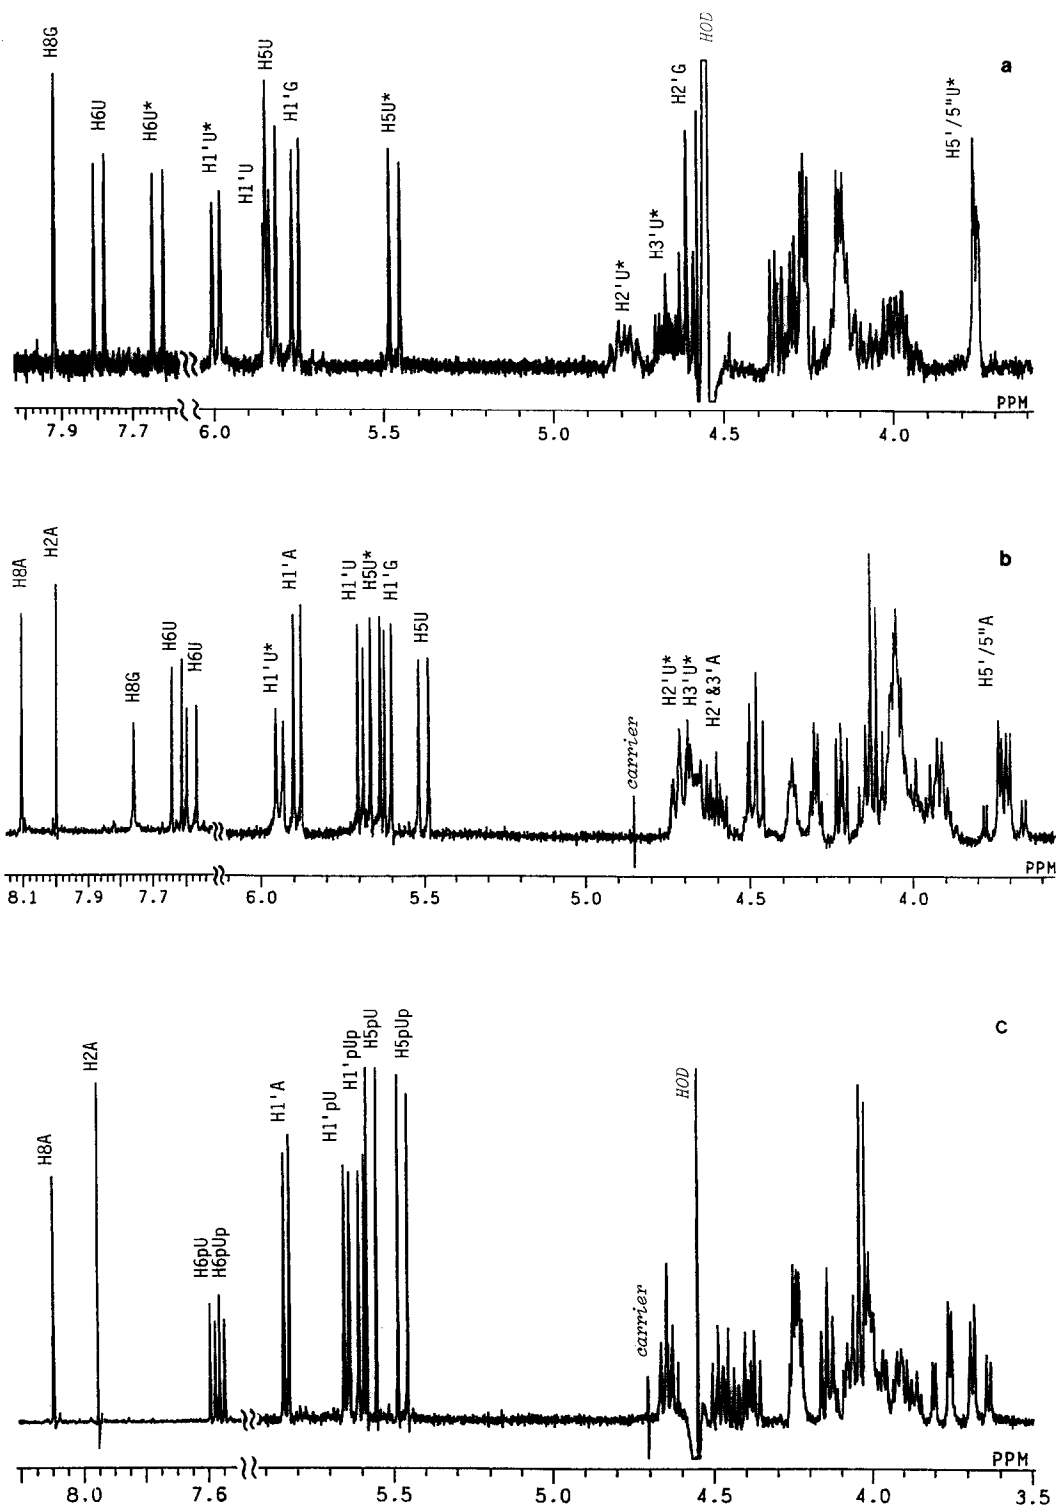 a
H8G
H6U
H6U*
H1'U*
H1'U
H5U
H1'G
H5U*
H2'U*
H3'U*
H2'G
HOD
H5'/5"U*
PPM
7.9 7.7 6.0 5.5 5.0 4.5 4.0
b
H8A
H2A
H8G
H6U
H6U
H1'U*
H1'A
H1'U
H5U*
H1'G
H5U
carrier
H2'U*
H3'U*
H2'&3'A
H5'/5"A
PPM
8.1 7.9 7.7 6.0 5.5 5.0 4.5 4.0
c
H8A
H2A
H6pU
H6pUp
H1'A
H1'pU
H1'pUp
H5pU
H5pUp
carrier
HOD
PPM
8.0 7.6 5.5 5.0 4.5 4.0 3.5